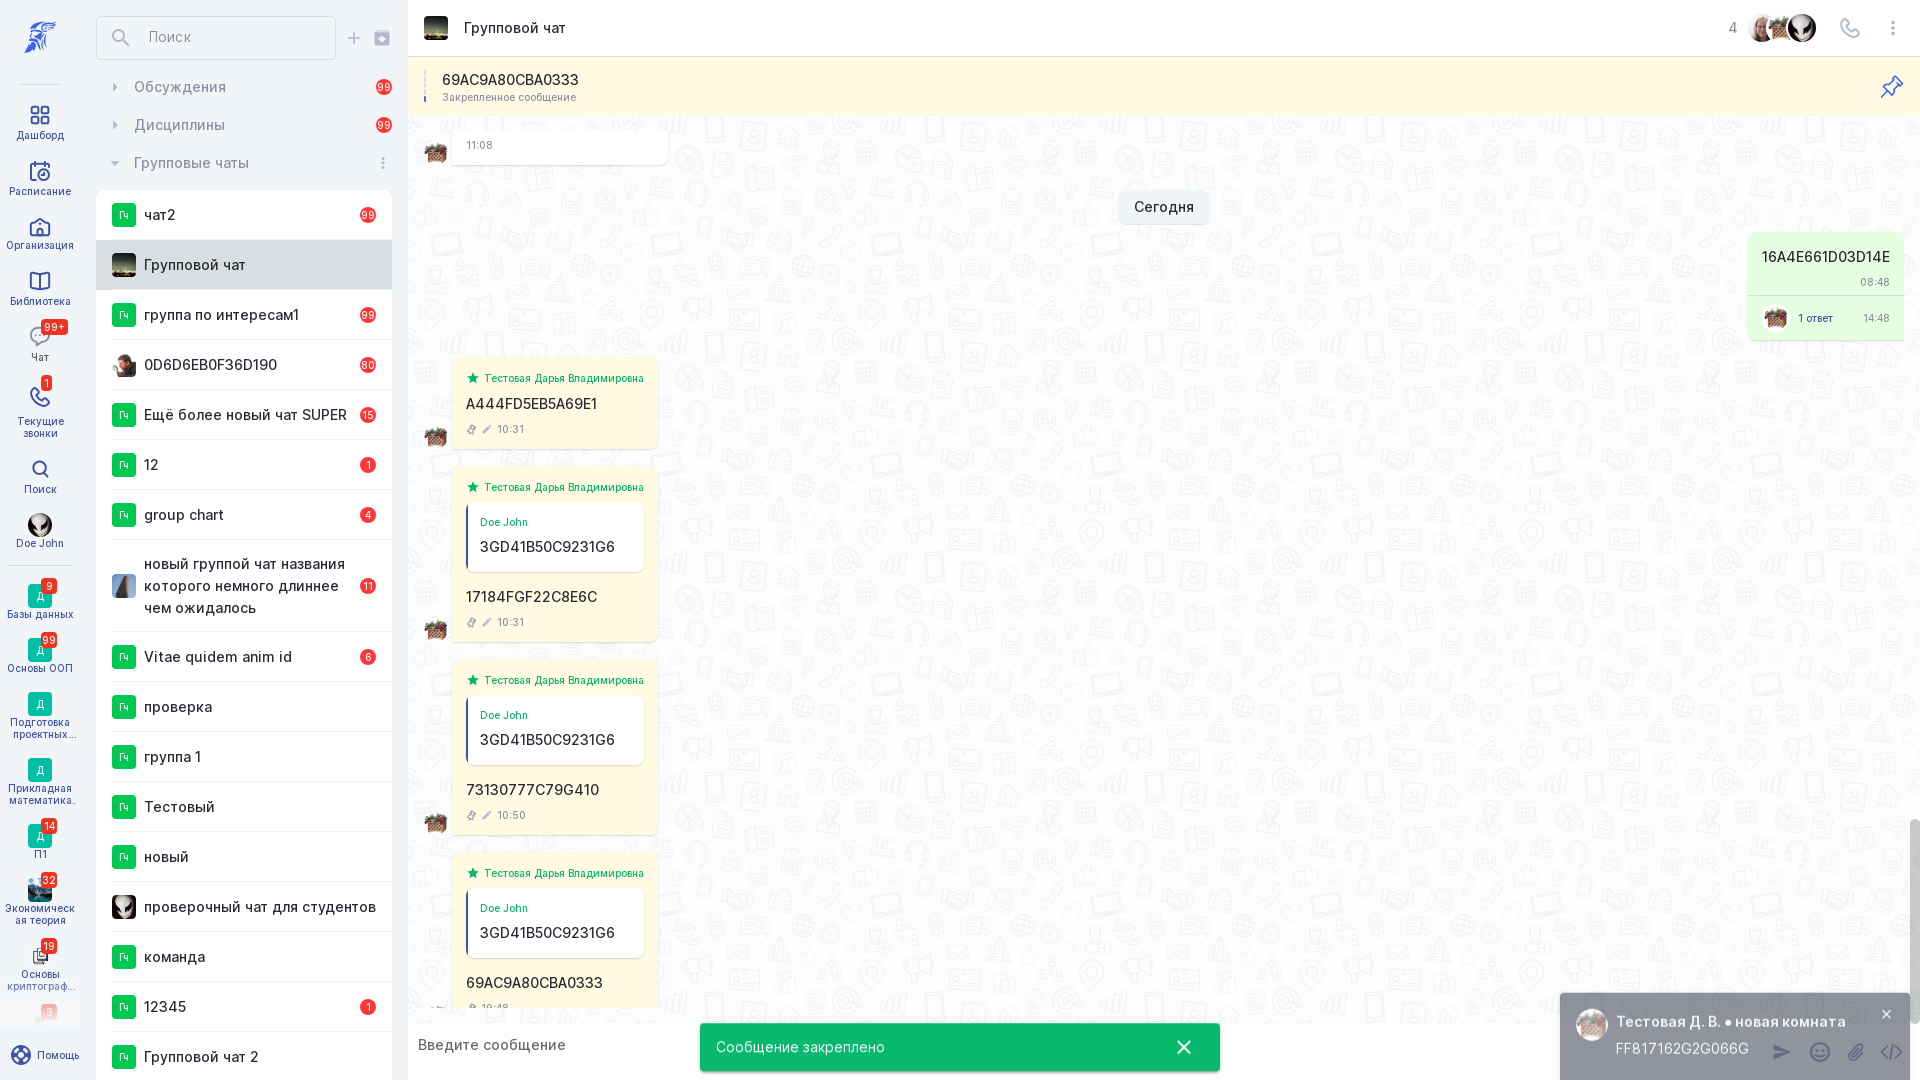 Дашборд
Расписание
Организация
Библиотека
99+
Чат
1
Текущие
звонки
Поиск
Doe John
9
Д
Базы данных
99
Д
Основы ООП
Д
Подготовка
проектных...
Д
Прикладная
математика.
14
Д
П1
32
Экономическ
ая теория
19
Основы
криптограф...
3
Помощь
Поиск
Обсуждения
99
Дисциплины
99
Групповые чаты
Гч чат2 99
Групповой чат
Гч группа по интересам1 99
0D6D6EB0F36D190 80
Гч Ещё более новый чат SUPER 15
Гч 12 1
Гч group chart 4
новый группой чат названия
которого немного длиннее
чем ожидалось
11
Гч Vitae quidem anim id 6
Гч проверка
Гч группа 1
Гч Тестовый
Гч новый
проверочный чат для студентов
Гч команда
Гч 12345 1
Гч Групповой чат 2
Групповой чат
4
69AC9A80CBA0333
Закрепленное сообщение
11:08
Сегодня
16A4E661D03D14E
08:48
1 ответ 14:48
Тестовая Дарья Владимировна
A444FD5EB5A69E1
10:31
Тестовая Дарья Владимировна
Doe John
3GD41B50C9231G6
17184FGF22C8E6C
10:31
Тестовая Дарья Владимировна
Doe John
3GD41B50C9231G6
73130777C79G410
10:50
Тестовая Дарья Владимировна
Doe John
3GD41B50C9231G6
69AC9A80CBA0333
19:48
Введите сообщение
Сообщение закреплено
Тестовая Д. В. • новая комната
FF817162G2G066G